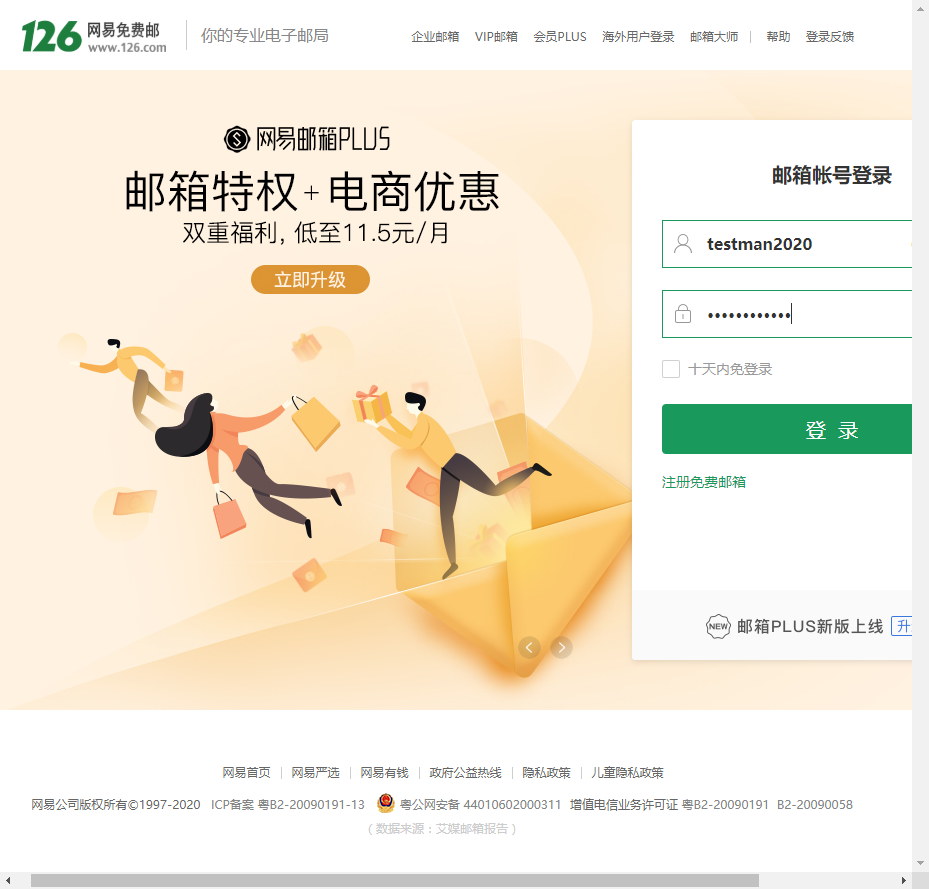 126 网易免费邮
www.126.com
你的专业电子邮局
企业邮箱 VIP邮箱 会员PLUS 海外用户登录 邮箱大师 | 帮助 登录反馈
网易邮箱PLUS
邮箱特权+电商优惠
双重福利, 低至11.5元/月
立即升级
邮箱帐号登录
testman2020
••••••••••••
十天内免登录
登 录
注册免费邮箱
NEW 邮箱PLUS新版上线 升
网易首页 | 网易严选 | 网易有钱 | 政府公益热线 | 隐私政策 | 儿童隐私政策
网易公司版权所有©1997-2020 ICP备案 粤B2-20090191-13 粤公网安备 44010602000311 增值电信业务许可证 粤B2-20090191 B2-20090058
( 数据来源：艾媒邮箱报告 )